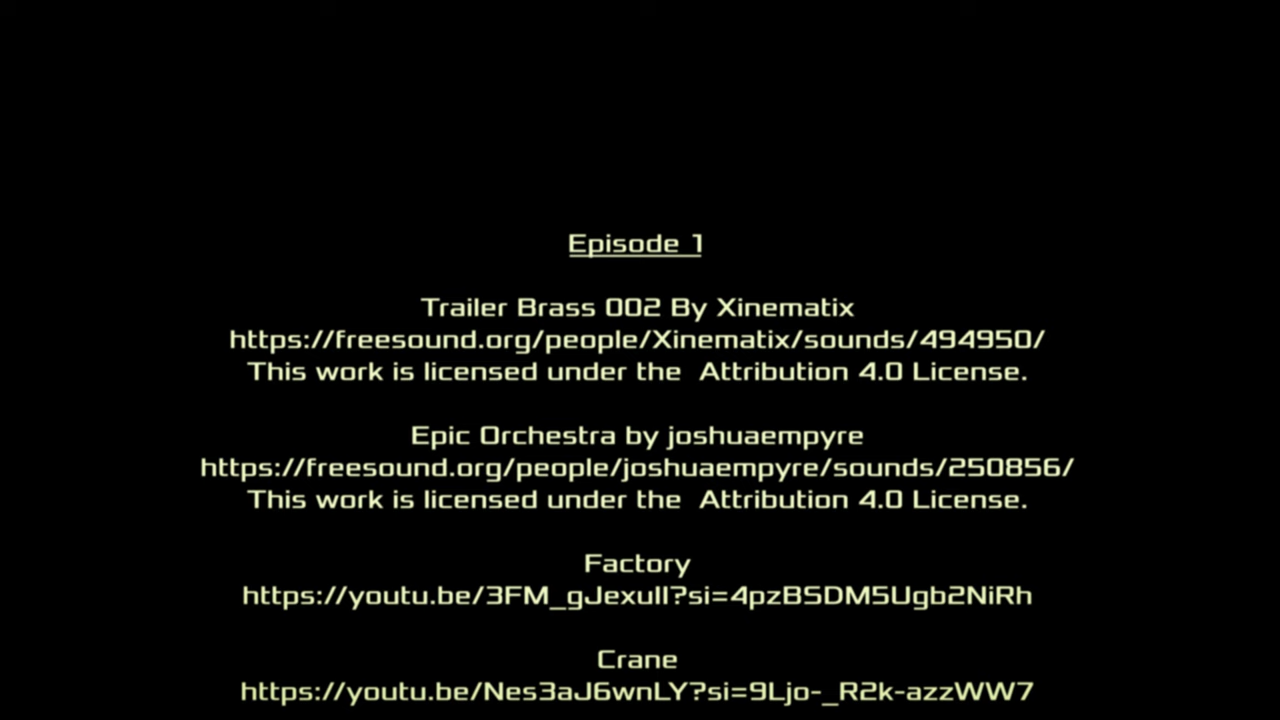 Episode 1
Trailer Brass 002 By Xinematix
https://freesound.org/people/Xinematix/sounds/494950/
This work is licensed under the  Attribution 4.0 License.
Epic Orchestra by joshuaempyre
https://freesound.org/people/joshuaempyre/sounds/250856/
This work is licensed under the  Attribution 4.0 License.
Factory
https://youtu.be/3FM_gJexuII?si=4pzBSDM5Ugb2NiRh
Crane
https://youtu.be/Nes3aJ6wnLY?si=9Ljo-_R2k-azzWW7